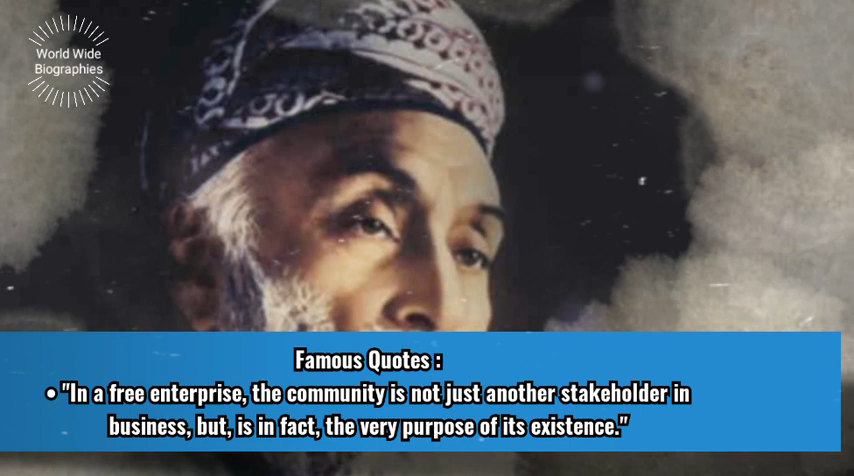 World Wide
Biographies
Famous Quotes :
• "In a free enterprise, the community is not just another stakeholder in
business, but, is in fact, the very purpose of its existence."